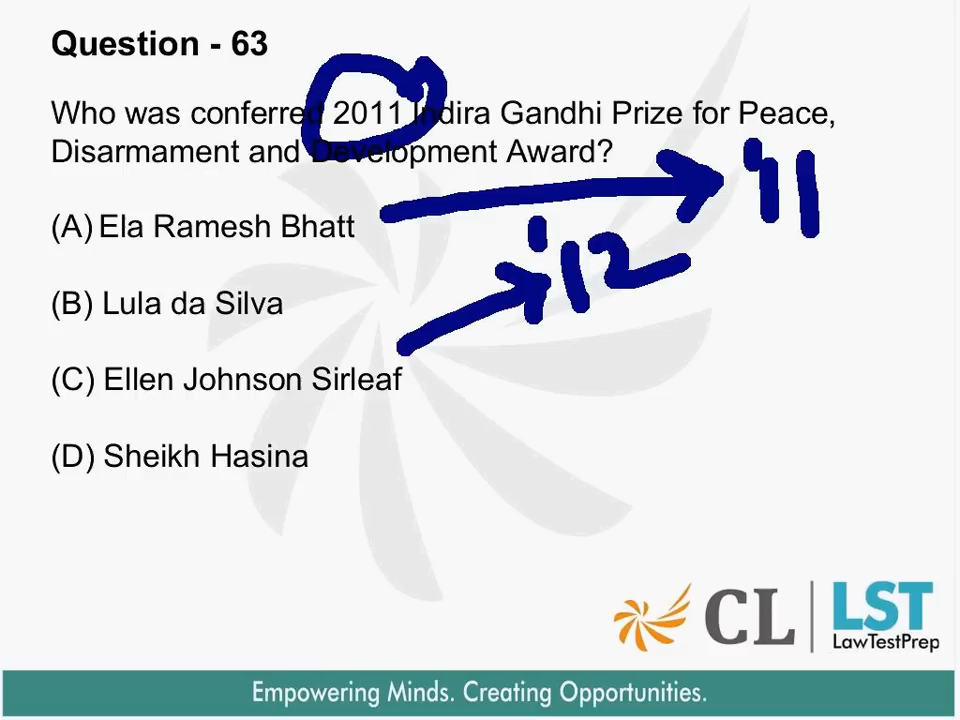 Question - 63
Who was conferred 2011 Indira Gandhi Prize for Peace,
Disarmament and Development Award?
'11
(A) Ela Ramesh Bhatt
'12
(B) Lula da Silva
(C) Ellen Johnson Sirleaf
(D) Sheikh Hasina
CL LST
LawTestPrep
Empowering Minds. Creating Opportunities.